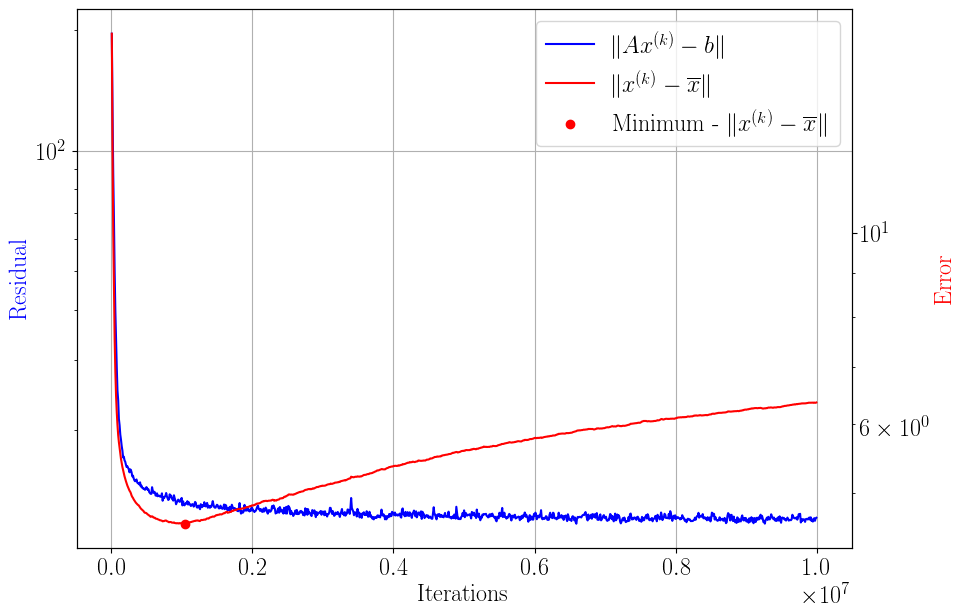 ‖Ax^(k) − b‖
‖x^(k) − x̅‖
Minimum - ‖x^(k) − x̅‖
10^2
Residual
10^1
6 × 10^0
Error
0.0 0.2 0.4 0.6 0.8 1.0
Iterations
×10^7